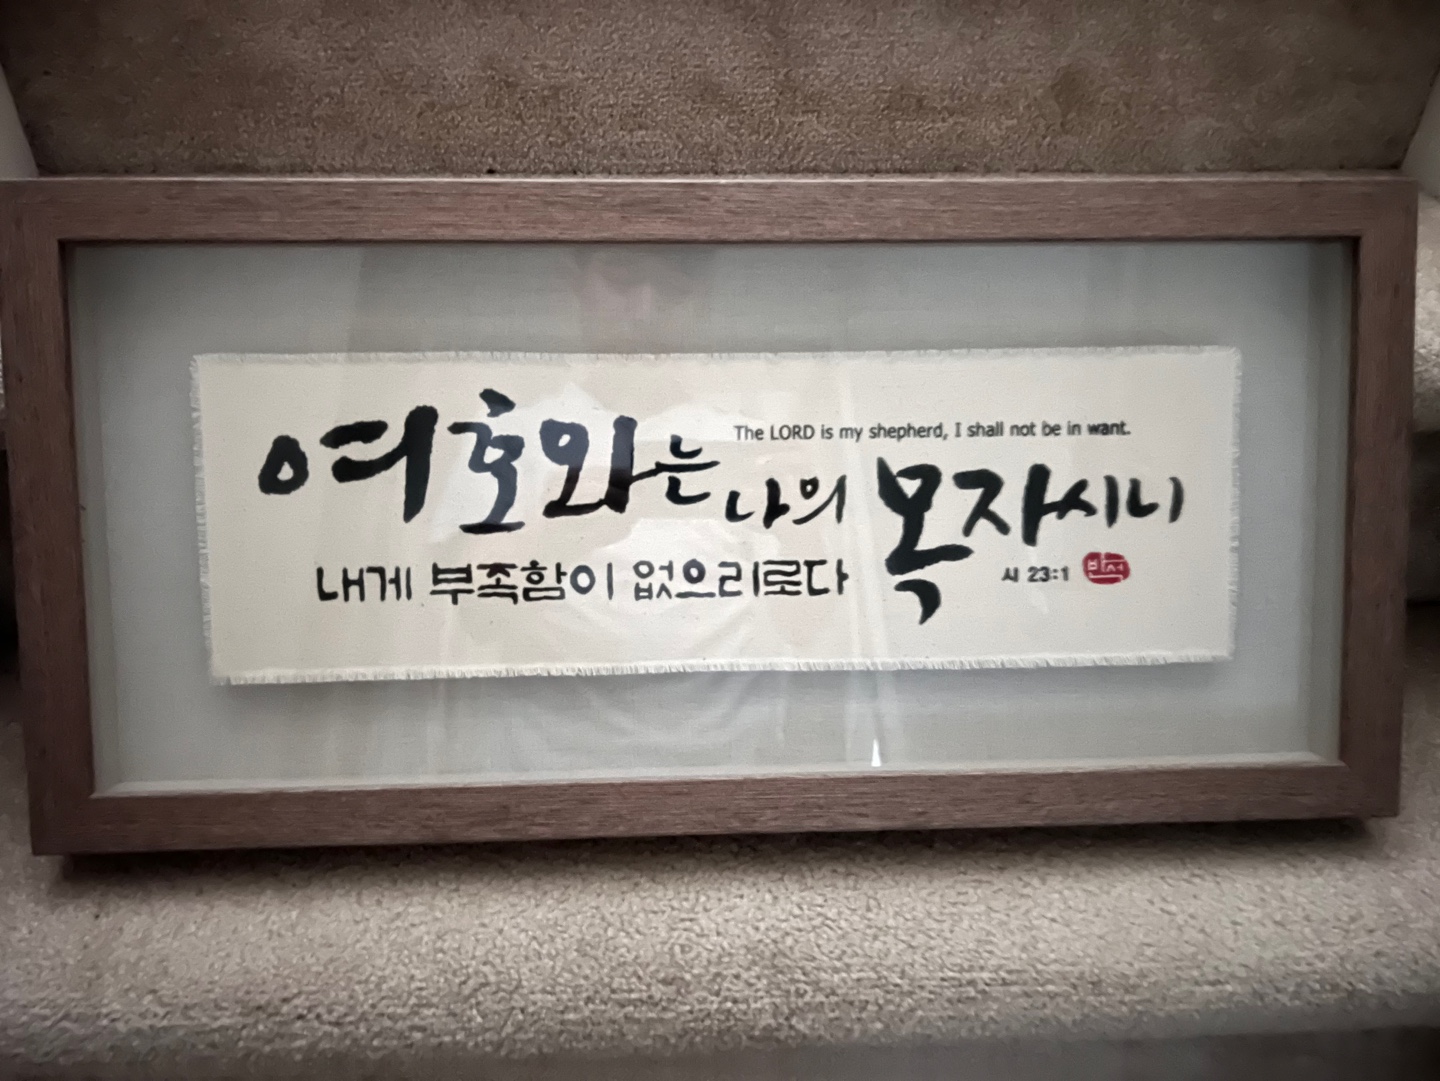 여호와는 나의 목자시니
The LORD is my shepherd, I shall not be in want.
내게 부족함이 없으리로다
시 23:1